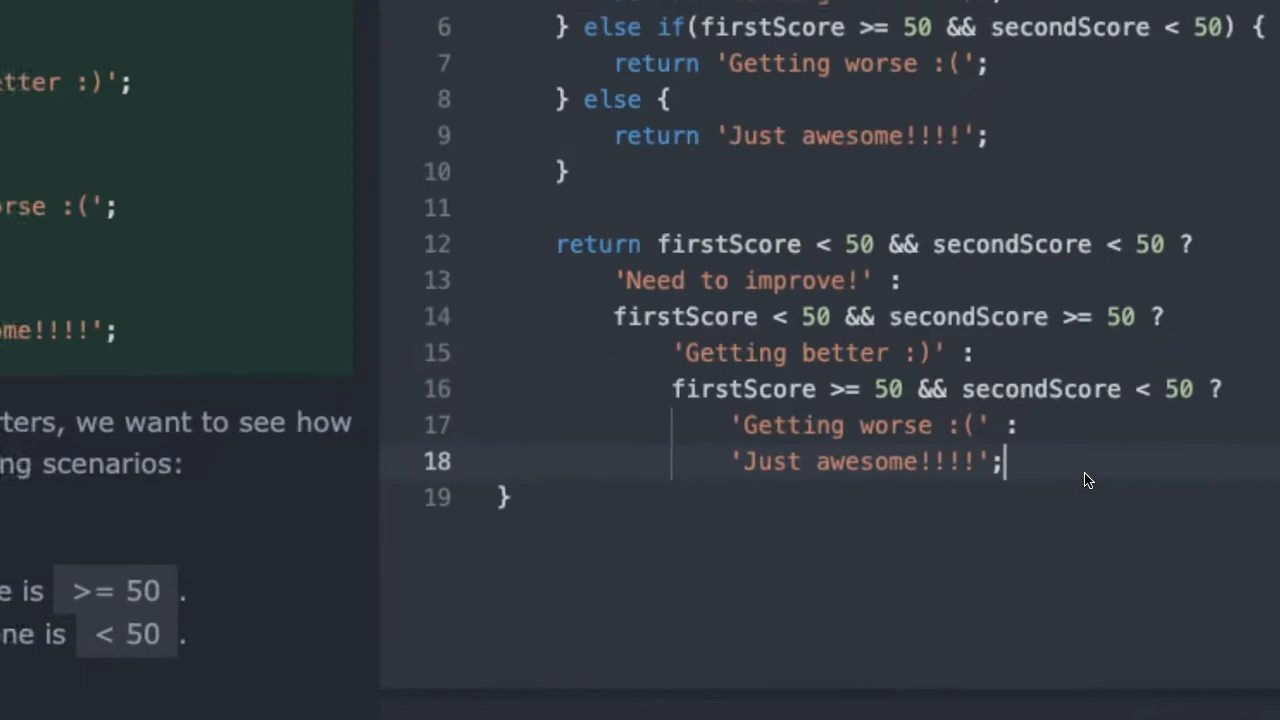 etter :)';
orse :(';
me!!!!';
ters, we want to see how
ng scenarios:
e is >= 50 .
ne is < 50 .
6 } else if(firstScore >= 50 && secondScore < 50) {
7 return 'Getting worse :(';
8 } else {
9 return 'Just awesome!!!!';
10 }
11
12 return firstScore < 50 && secondScore < 50 ?
13 'Need to improve!' :
14 firstScore < 50 && secondScore >= 50 ?
15 'Getting better :)' :
16 firstScore >= 50 && secondScore < 50 ?
17 'Getting worse :(' :
18 'Just awesome!!!!';
19 }